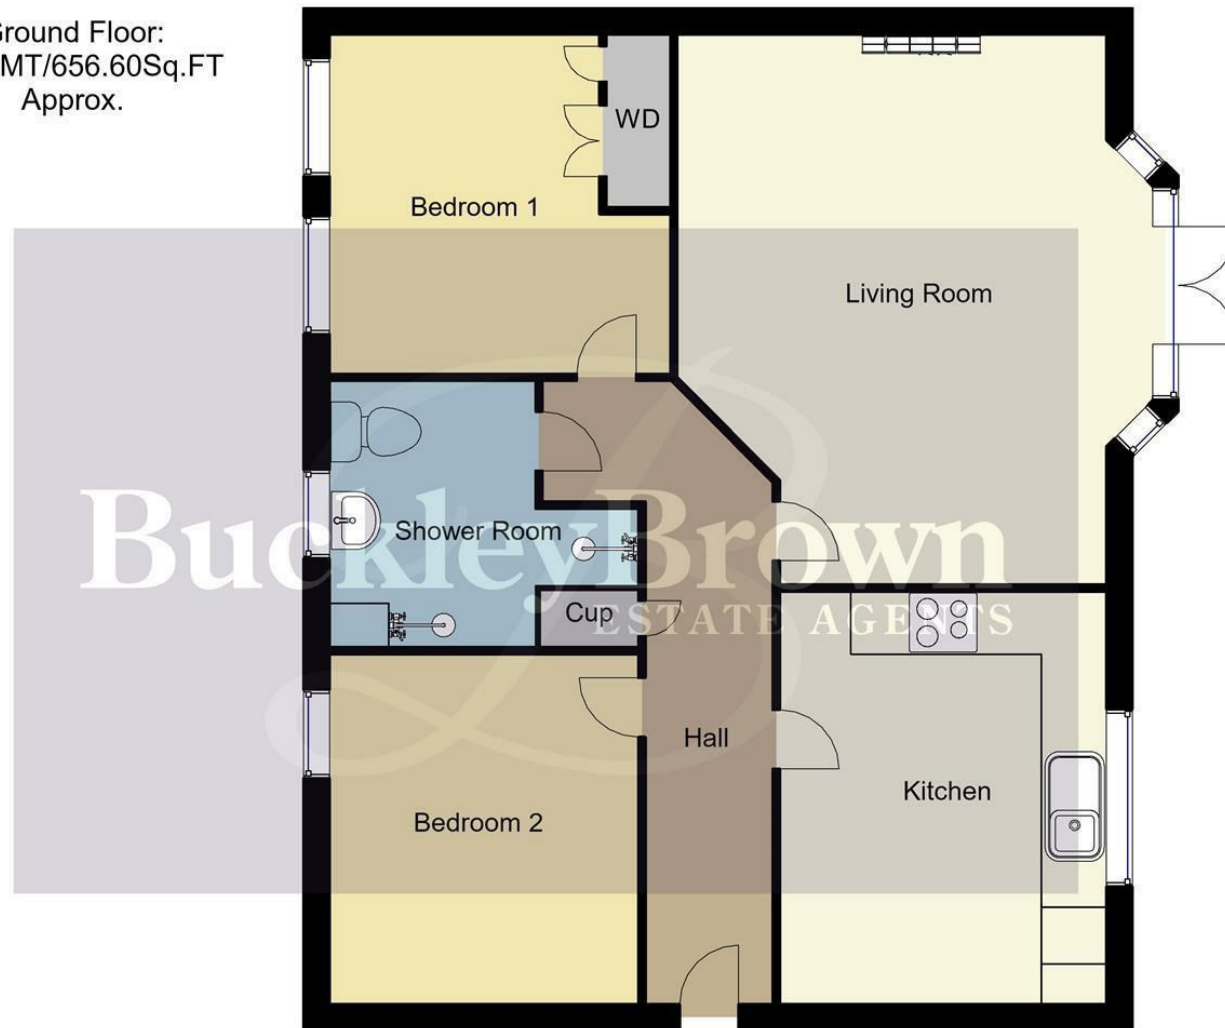 Ground Floor:
MT/656.60Sq.FT
Approx.
WD
Bedroom 1
Living Room
BuckleyBrown
ESTATE AGENTS
Shower Room
Cup
Hall
Kitchen
Bedroom 2